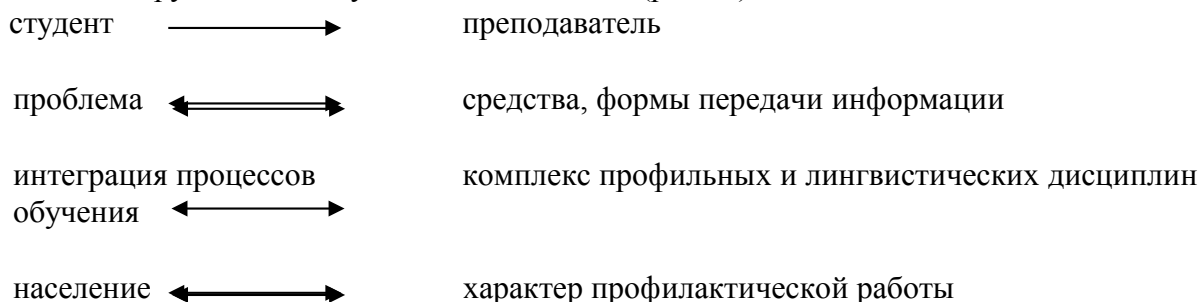 студент преподаватель
проблема средства, формы передачи информации
интеграция процессов комплекс профильных и лингвистических дисциплин
обучения
население характер профилактической работы